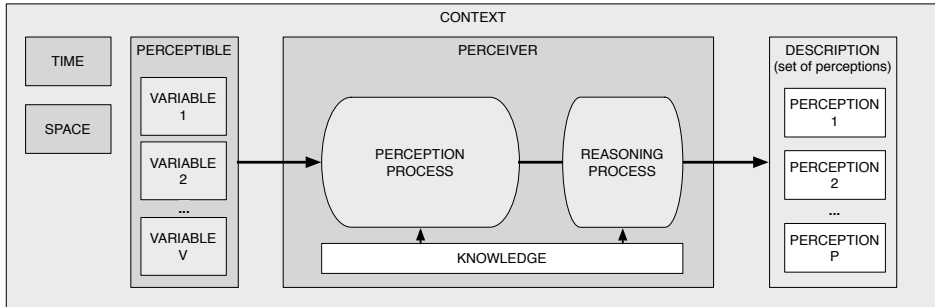 CONTEXT
TIME
SPACE
PERCEPTIBLE
VARIABLE
1
VARIABLE
2
...
VARIABLE
V
PERCEIVER
PERCEPTION
PROCESS
REASONING
PROCESS
KNOWLEDGE
DESCRIPTION
(set of perceptions)
PERCEPTION
1
PERCEPTION
2
...
PERCEPTION
P